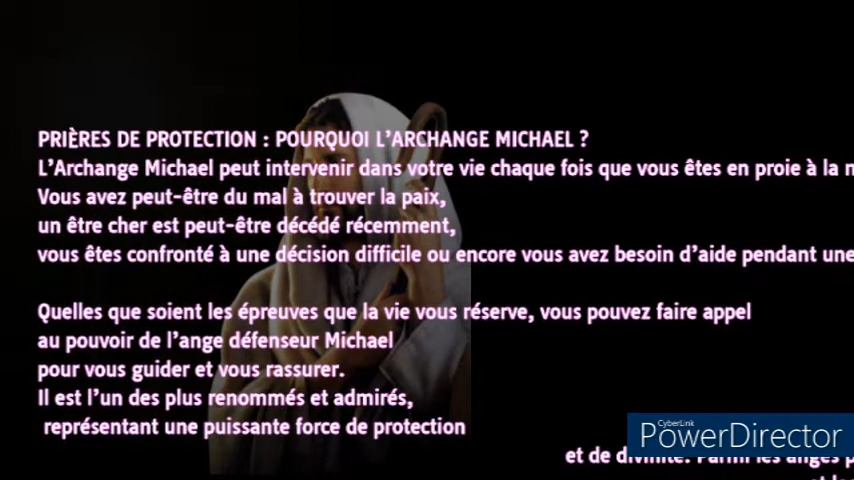 PRIÈRES DE PROTECTION : POURQUOI L'ARCHANGE MICHAEL ?
L'Archange Michael peut intervenir dans votre vie chaque fois que vous êtes en proie à la
Vous avez peut-être du mal à trouver la paix,
un être cher est peut-être décédé récemment,
vous êtes confronté à une décision difficile ou encore vous avez besoin d'aide pendant une
Quelles que soient les épreuves que la vie vous réserve, vous pouvez faire appel
au pouvoir de l'ange défenseur Michael
pour vous guider et vous rassurer.
Il est l'un des plus renommés et admirés,
représentant une puissante force de protection
CyberLink
PowerDirector
et de divinité. Parmi les anges